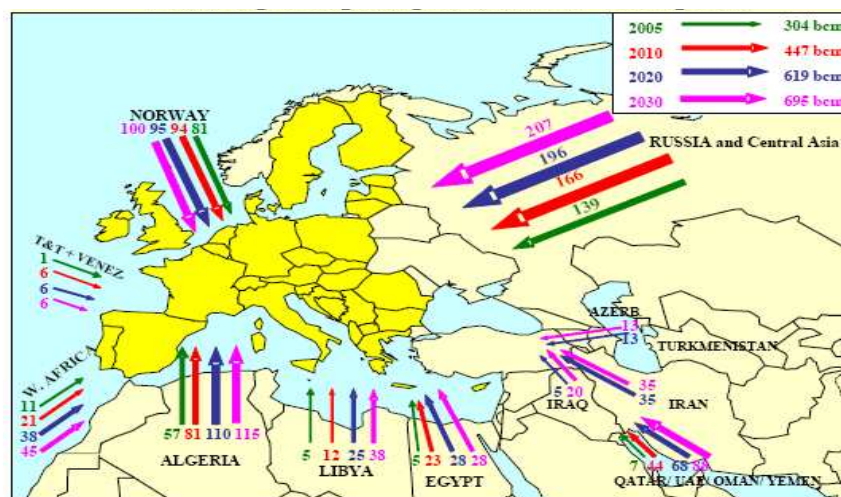 2005 304 bcm
2010 447 bcm
2020 619 bcm
2030 695 bcm
NORWAY
100 95 94 81
207
196
166
139
RUSSIA and Central Asia
T&T + VENEZ
1
6
6
6
W. AFRICA
11
21
38
45
57 81 110 115
ALGERIA
5 12 25 38
LIBYA
5 23 28 28
EGYPT
AZERB
13
13
TURKMENISTAN
5 20
IRAQ
35
35
IRAN
7 44 68
QATAR/ UAE/ OMAN/ YEMEN